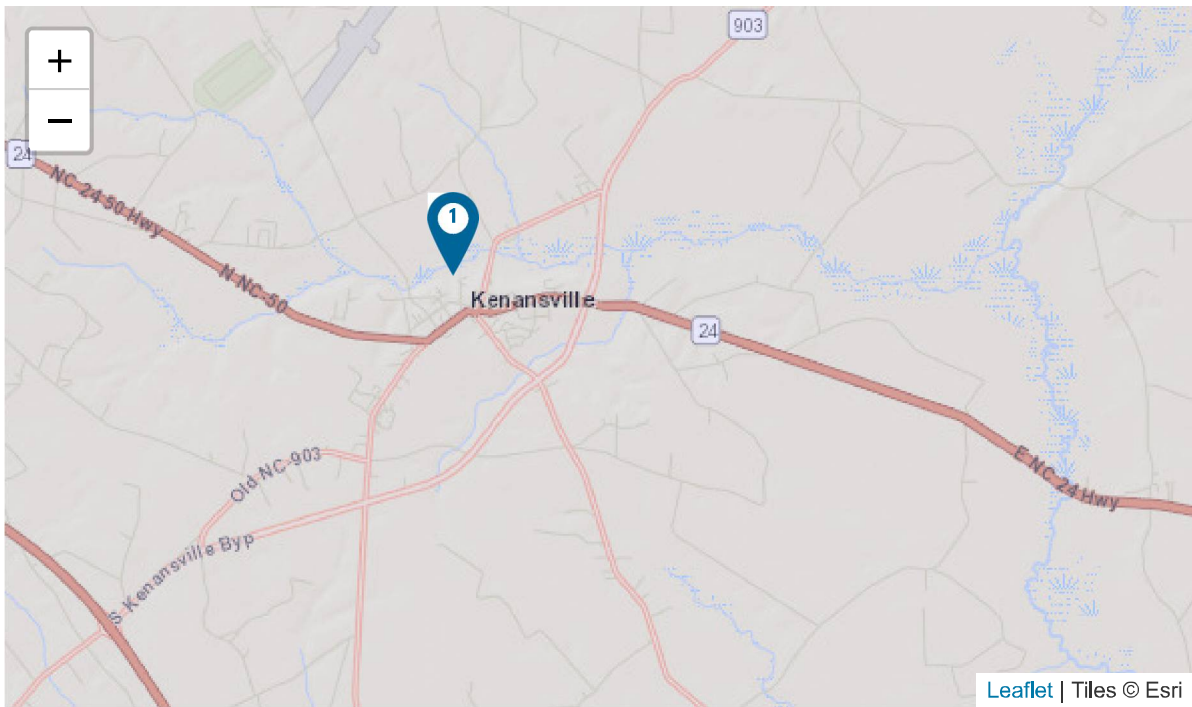 +
903
−
24
NC 24 50 Hwy
1
N NC-50
Kenansville
24
Old NC-903
E NC 24 Hwy
S Kenansville Byp
Leaflet | Tiles © Esri